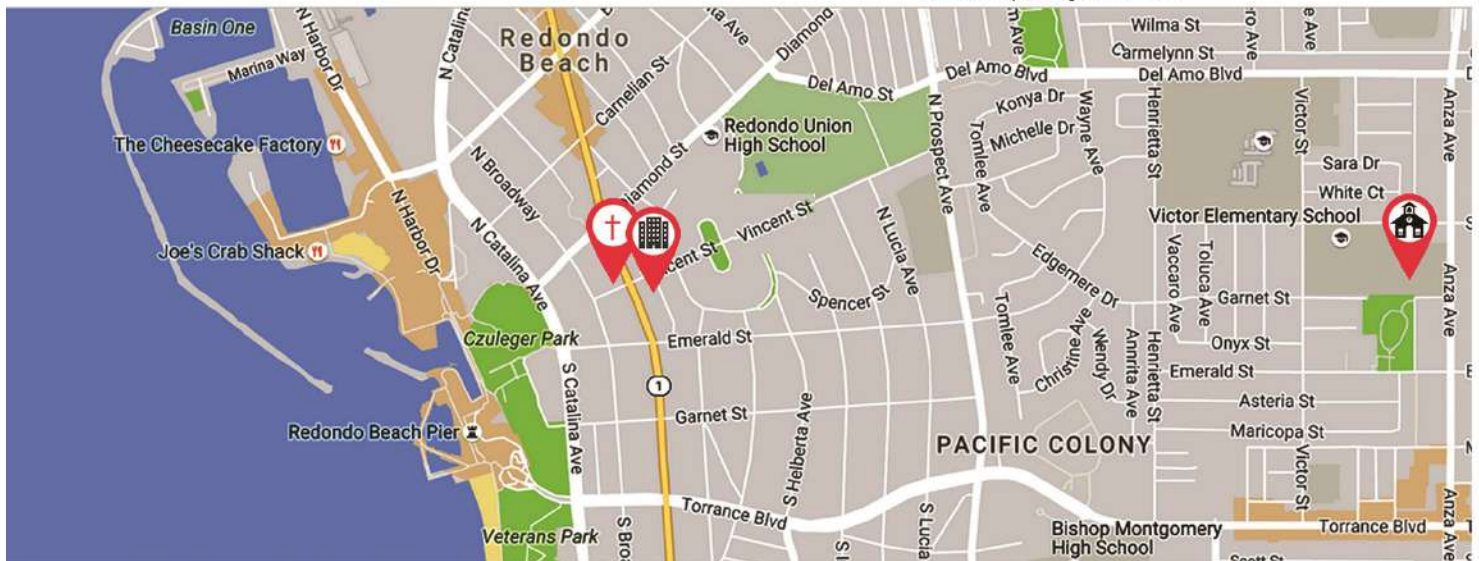 Basin One
Marina Way
N Harbor Dr
N Catalina
Redondo
Beach
Carnelian St
Diamond
Del Amo St
Del Amo Blvd
Wilma St
Carmelynn St
Del Amo Blvd
The Cheesecake Factory
N Broadway
Diamond St
Redondo Union
High School
N Prospect Ave
Konya Dr
Michelle Dr
Tomlee Ave
Wayne Ave
Henrietta St
Victor St
Anza Ave
Sara Dr
White Ct
Victor Elementary School
Joe's Crab Shack
N Harbor Dr
N Catalina Ave
Vincent St
N Lucia Ave
Spencer St
Edgemere Dr
Vaccaro Ave
Toluca Ave
Garnet St
Anza Ave
Czuleger Park
Emerald St
Tomlee Ave
Christine Ave
Wendy Dr
Annrita Ave
Henrietta St
Onyx St
Emerald St
1
S Catalina Ave
Garnet St
Asteria St
Maricopa St
Redondo Beach Pier
S Helberta Ave
PACIFIC COLONY
Victor St
Torrance Blvd
Veterans Park
S Lucia
Bishop Montgomery
High School
Torrance Blvd
Anza Ave